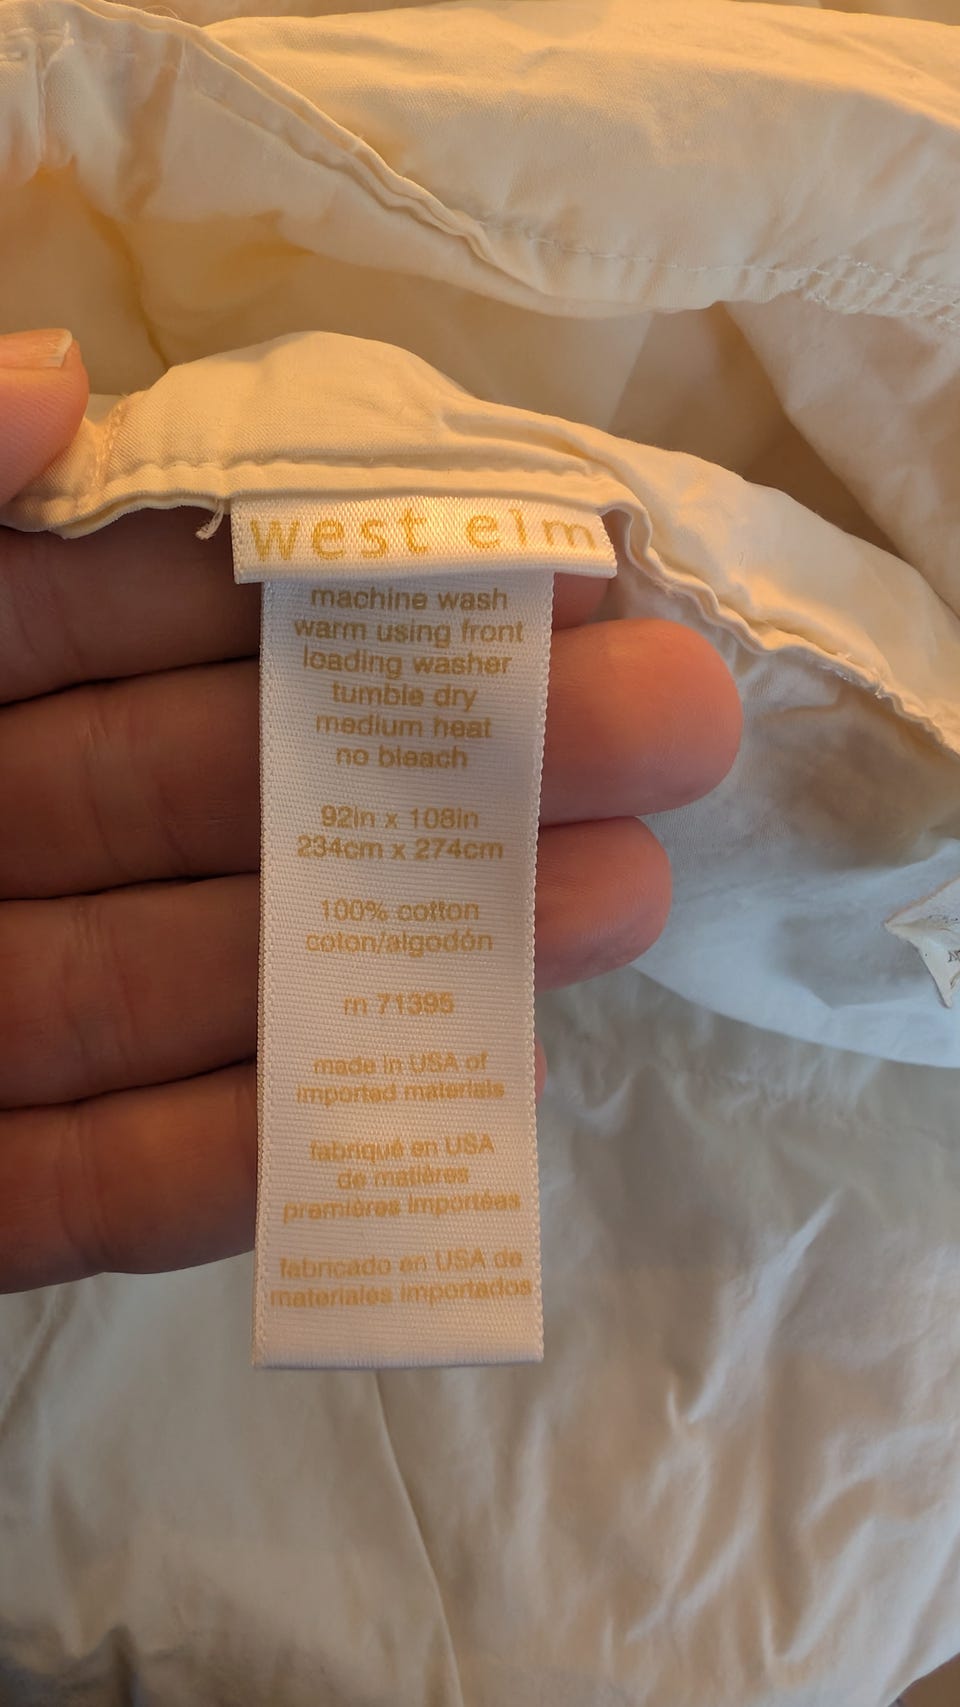 west elm
machine wash
warm using front
loading washer
tumble dry
medium heat
no bleach
92in x 108in
234cm x 274cm
100% cotton
coton/algodón
m 71395
made in USA of
imported materials
fabriqué en USA
de matières
premières importées
fabricado en USA de
materiales importados